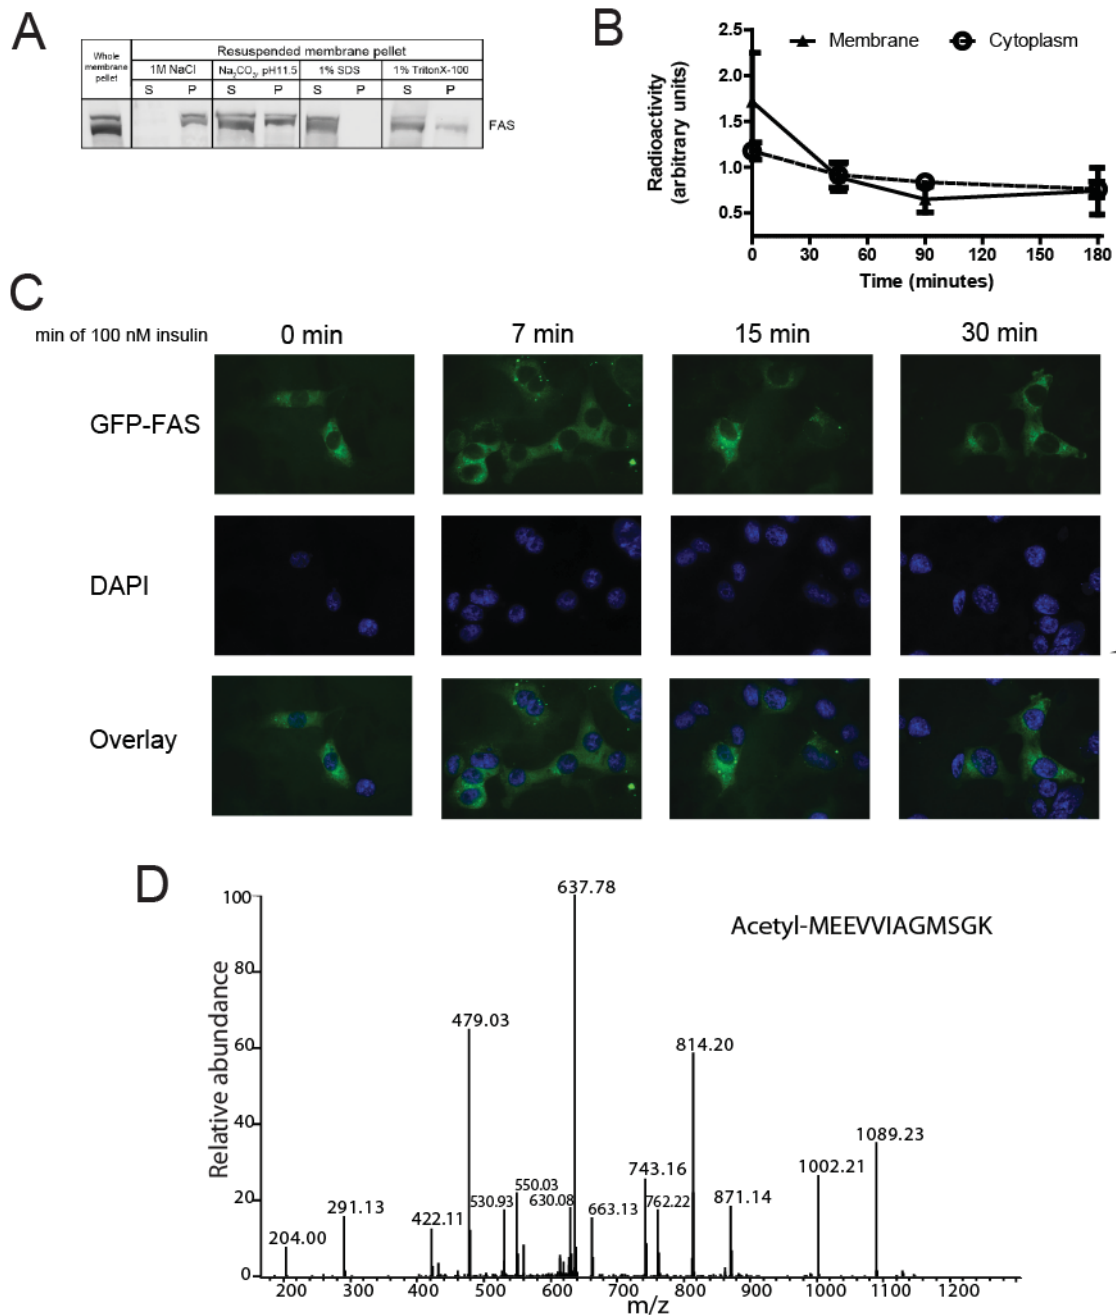 A
Whole
membrane
pellet
Resuspended membrane pellet
1M NaCl
Na2CO3, pH11.5
1% SDS
1% TritonX-100
S P S P S P S P
FAS
B
Membrane Cytoplasm
Radioactivity
(arbitrary units)
2.5
2.0
1.5
1.0
0.5
0 30 60 90 120 150 180
Time (minutes)
C
min of 100 nM insulin
0 min 7 min 15 min 30 min
GFP-FAS
DAPI
Overlay
D
Acetyl-MEEVVIAGMSGK
Relative abundance
100
80
60
40
20
0
637.78
479.03
814.20
1089.23
1002.21
743.16
550.03
530.93
630.08
762.22
663.13
871.14
291.13
422.11
204.00
200 300 400 500 600 700 800 900 1000 1100 1200
m/z